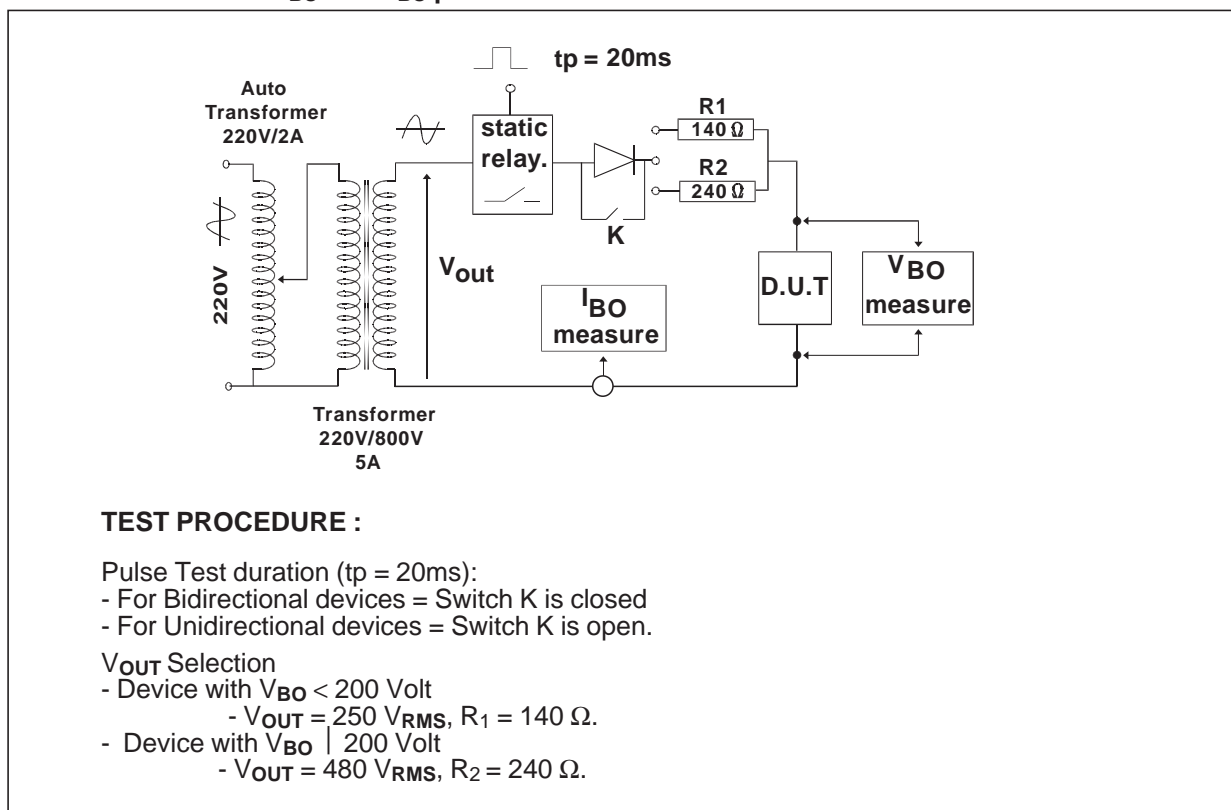 tp = 20ms
Auto
Transformer
220V/2A
static
relay.
R1
140 Ω
R2
240 Ω
K
220V
Vout
IBO
measure
D.U.T
VBO
measure
Transformer
220V/800V
5A
TEST PROCEDURE :
Pulse Test duration (tp = 20ms):
- For Bidirectional devices = Switch K is closed
- For Unidirectional devices = Switch K is open.
VOUT Selection
- Device with VBO < 200 Volt
- VOUT = 250 VRMS, R1 = 140 Ω.
- Device with VBO | 200 Volt
- VOUT = 480 VRMS, R2 = 240 Ω.